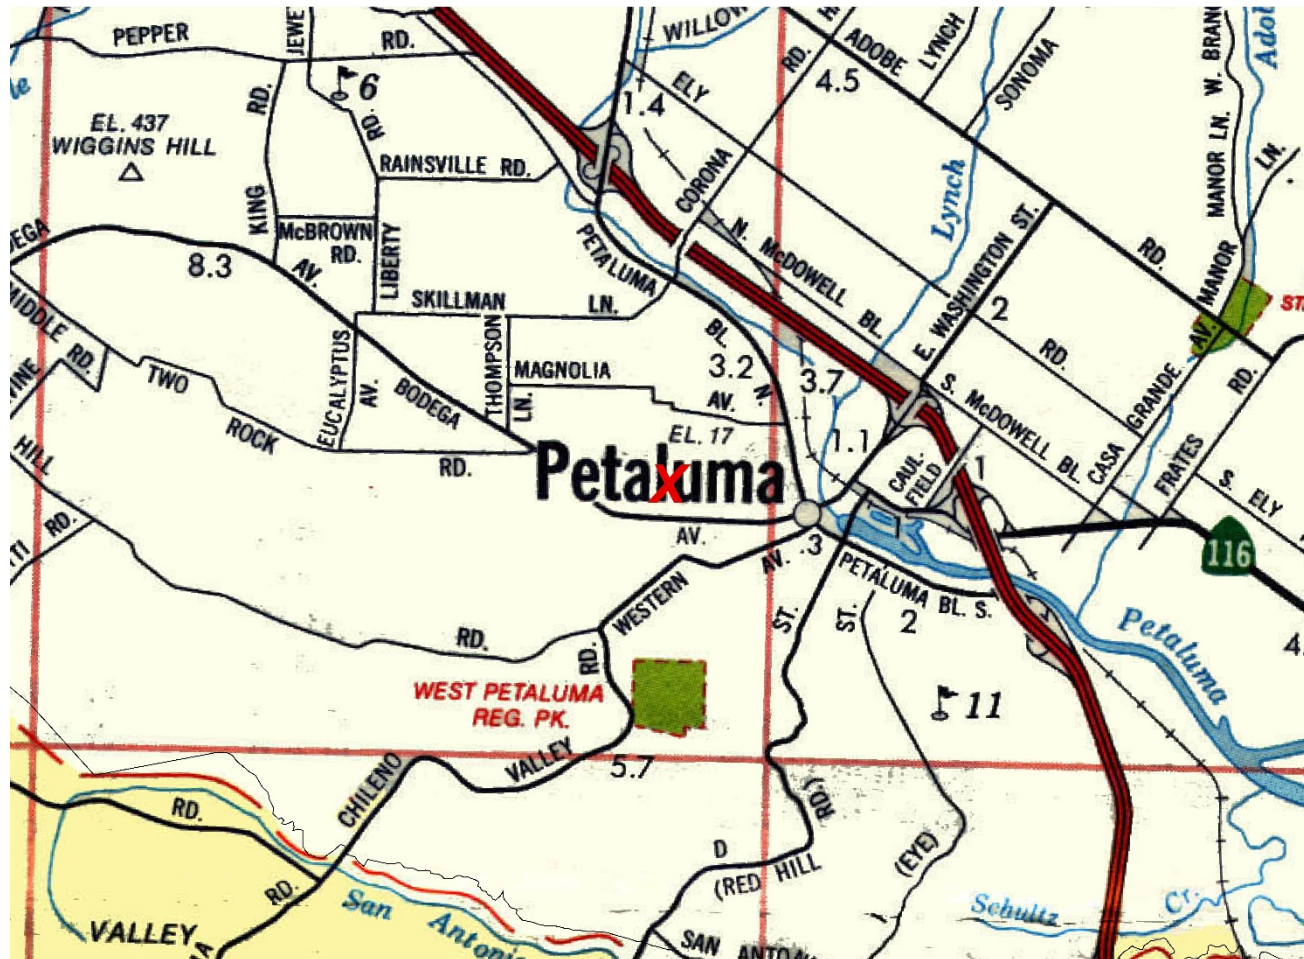 PEPPER RD.
JEWE
WILLOW
RD.
ADOBE
LYNCH
SONOMA
MANOR LN. W. BRANC
Adob
le
6
1.4
ELY
4.5
EL. 437
WIGGINS HILL
RD.
RD.
RAINSVILLE RD.
CORONA
Lynch
LN.
KING
McBROWN
RD.
LIBERTY
PETALUMA
N. McDOWELL BL.
E. WASHINGTON ST.
RD.
MANOR
8.3
AV.
SKILLMAN LN.
BL. N.
2
RD.
ST.
MIDDLE RD.
TWO
ROCK
RD.
EUCALYPTUS
AV.
BODEGA
THOMPSON
LN.
MAGNOLIA
AV.
3.2
3.7
S. McDOWELL BL.
CASA
GRANDE
AV.
FRATES
RD.
EL. 17
1.1
CAUL-
FIELD
1
S. ELY
HILL
RD.
Petaluma
X
AV.
.3
1
116
WESTERN
AV.
PETALUMA BL. S.
2
ST.
ST.
Petaluma
4.
RD.
RD.
WEST PETALUMA
REG. PK.
11
CHILENO
VALLEY
5.7
RD.
RD.)
D
(RED HILL
(EYE)
RD.
San Antonio
Schultz Cr.
VALLEY
SAN ANTON